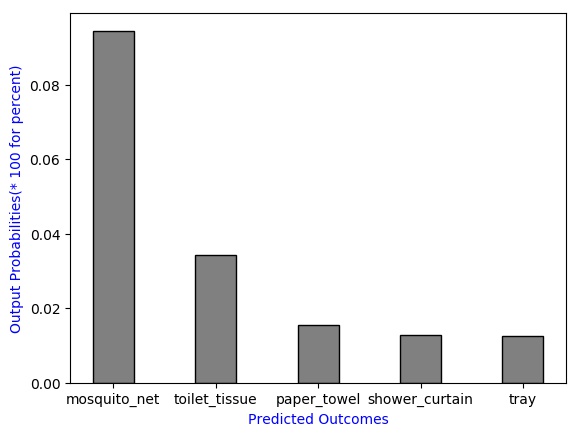 Output Probabilities(* 100 for percent)
0.08
0.06
0.04
0.02
0.00
mosquito_net toilet_tissue paper_towel shower_curtain tray
Predicted Outcomes